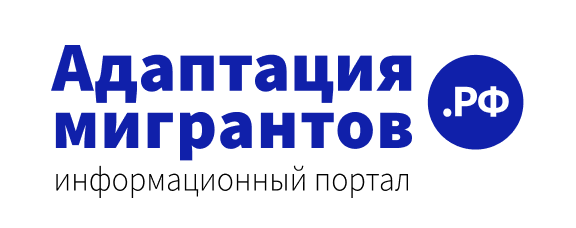 Адаптация
мигрантов
.РФ
информационный портал